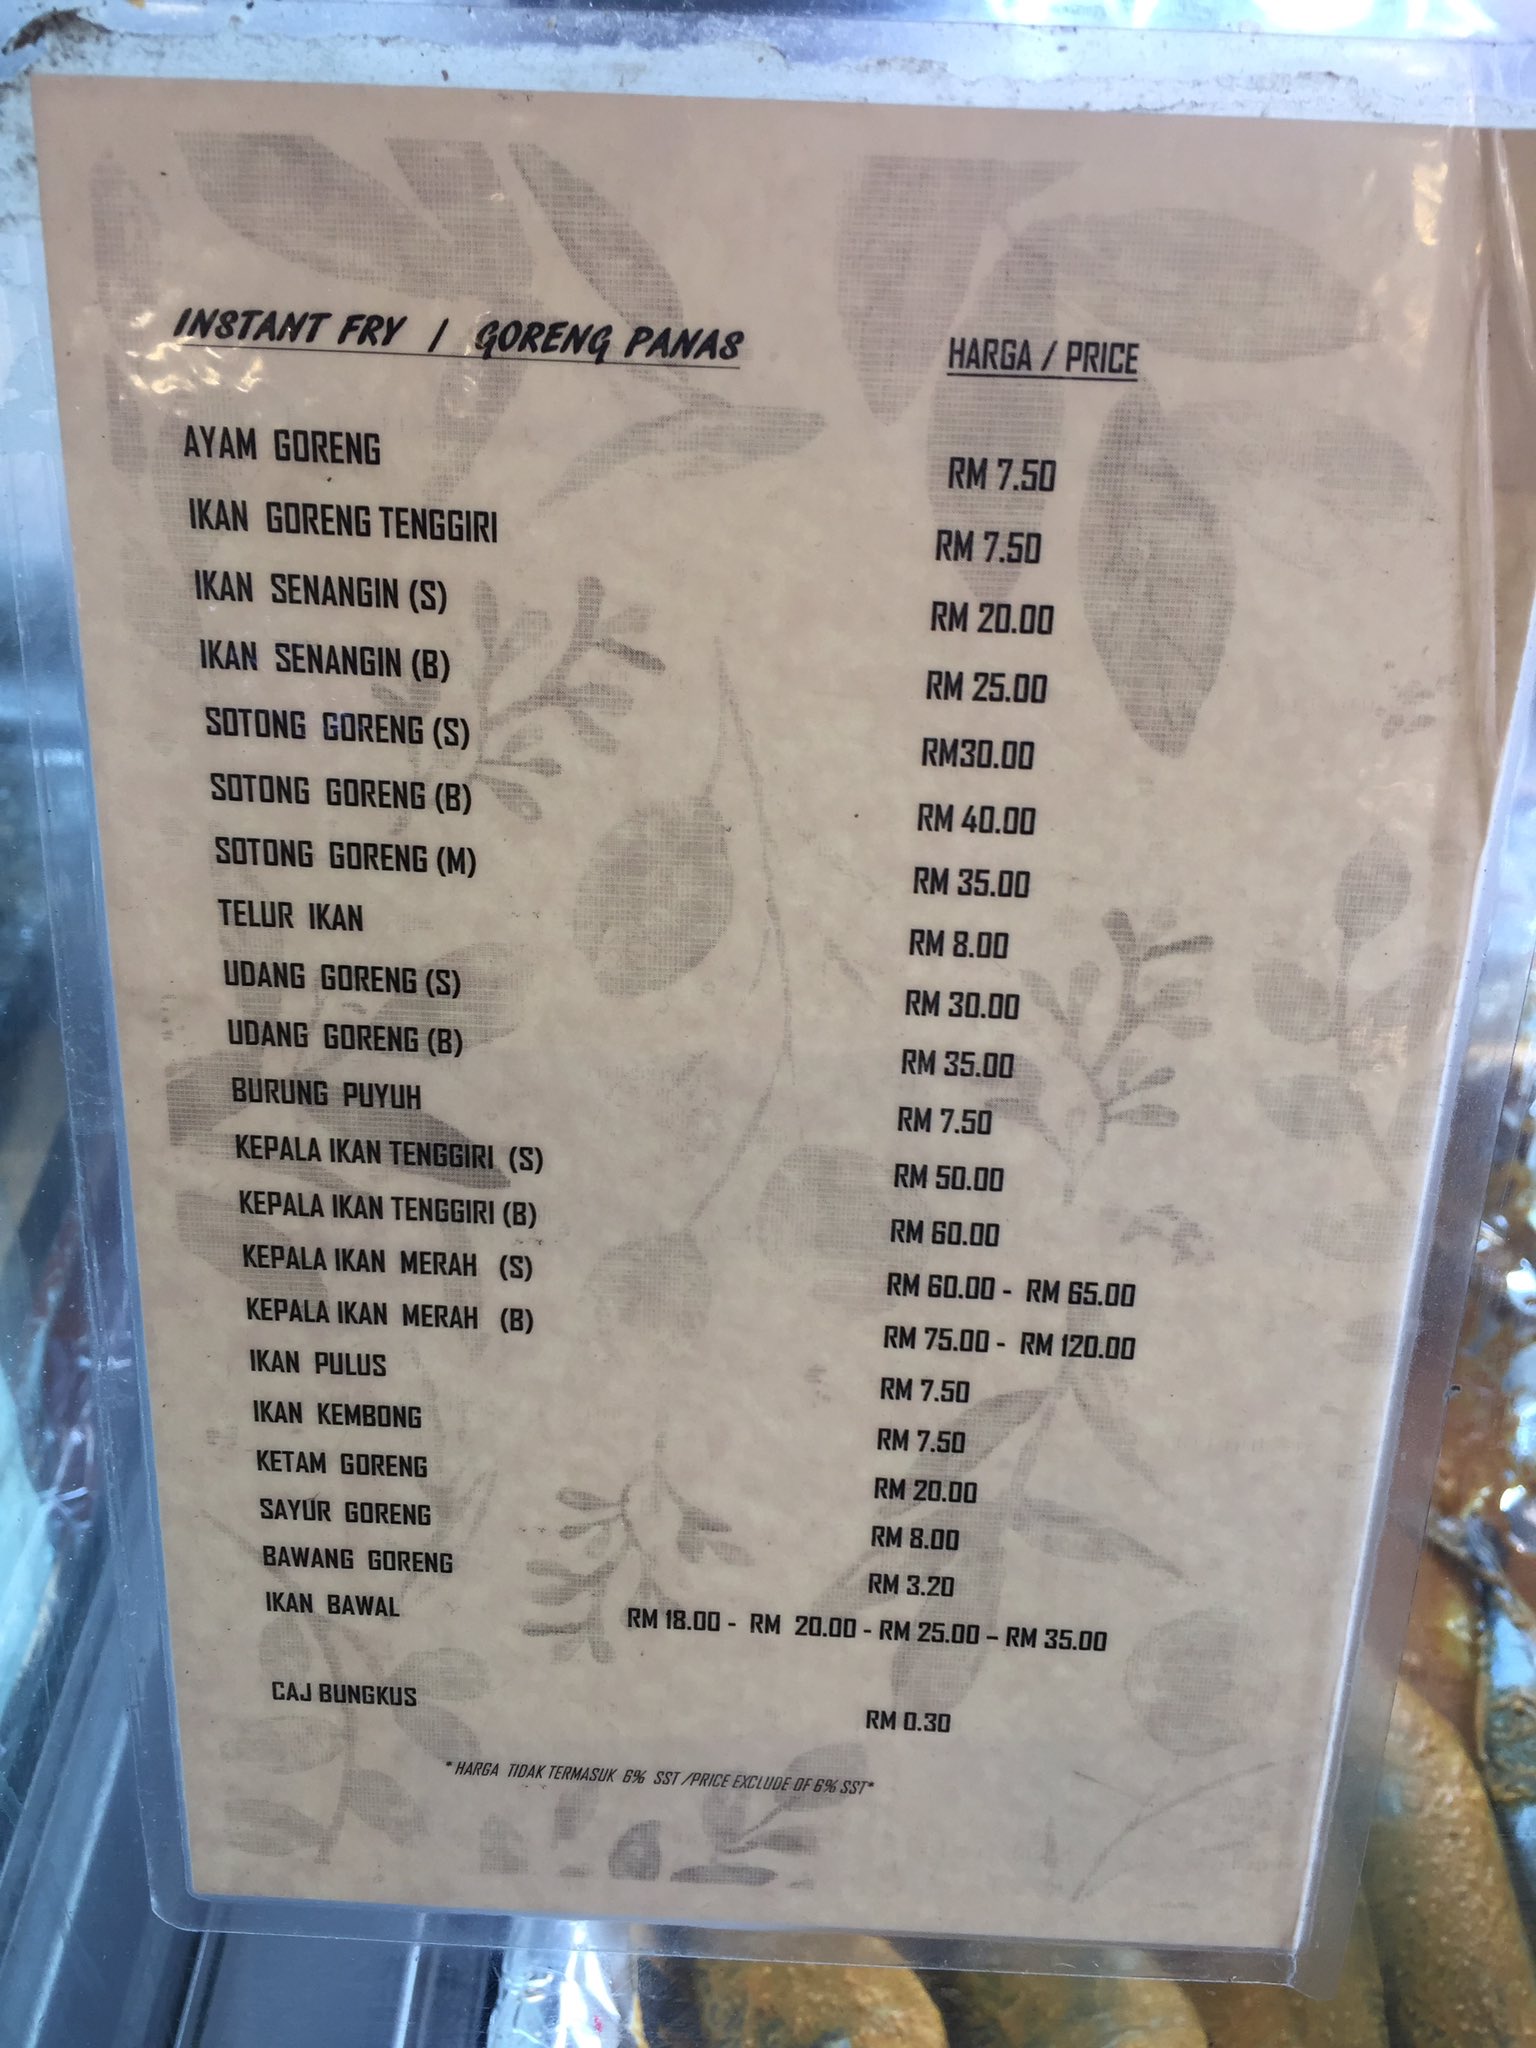 INSTANT FRY / GORENG PANAS HARGA / PRICE
AYAM GORENG RM 7.50
IKAN GORENG TENGGIRI RM 7.50
IKAN SENANGIN (S) RM 20.00
IKAN SENANGIN (B) RM 25.00
SOTONG GORENG (S) RM30.00
SOTONG GORENG (B) RM 40.00
SOTONG GORENG (M) RM 35.00
TELUR IKAN RM 8.00
UDANG GORENG (S) RM 30.00
UDANG GORENG (B) RM 35.00
BURUNG PUYUH RM 7.50
KEPALA IKAN TENGGIRI (S) RM 50.00
KEPALA IKAN TENGGIRI (B) RM 60.00
KEPALA IKAN MERAH (S) RM 60.00 - RM 65.00
KEPALA IKAN MERAH (B) RM 75.00 - RM 120.00
IKAN PULUS RM 7.50
IKAN KEMBONG RM 7.50
KETAM GORENG RM 20.00
SAYUR GORENG RM 8.00
BAWANG GORENG RM 3.20
IKAN BAWAL RM 18.00 - RM 20.00 - RM 25.00 – RM 35.00
CAJ BUNGKUS RM 0.30
* HARGA TIDAK TERMASUK 6% SST /PRICE EXCLUDE OF 6% SST*